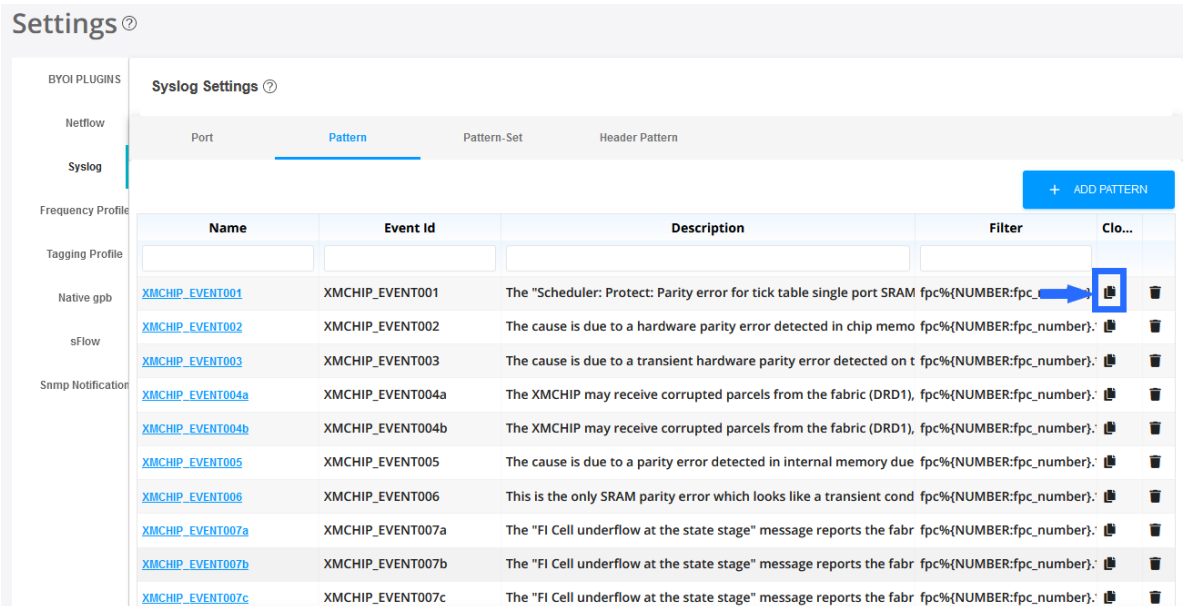 Settings ?
BYOI PLUGINS
Netflow
Syslog
Frequency Profile
Tagging Profile
Native gpb
sFlow
Snmp Notification
Syslog Settings ?
Port Pattern Pattern-Set Header Pattern
+ ADD PATTERN
Name Event Id Description Filter Clo...
XMCHIP_EVENT001 XMCHIP_EVENT001 The "Scheduler: Protect: Parity error for tick table single port SRAM fpc%{NUMBER:fpc_
XMCHIP_EVENT002 XMCHIP_EVENT002 The cause is due to a hardware parity error detected in chip memo fpc%{NUMBER:fpc_number}.
XMCHIP_EVENT003 XMCHIP_EVENT003 The cause is due to a transient hardware parity error detected on t fpc%{NUMBER:fpc_number}.
XMCHIP_EVENT004a XMCHIP_EVENT004a The XMCHIP may receive corrupted parcels from the fabric (DRD1), fpc%{NUMBER:fpc_number}.
XMCHIP_EVENT004b XMCHIP_EVENT004b The XMCHIP may receive corrupted parcels from the fabric (DRD1), fpc%{NUMBER:fpc_number}.
XMCHIP_EVENT005 XMCHIP_EVENT005 The cause is due to a parity error detected in internal memory due fpc%{NUMBER:fpc_number}.
XMCHIP_EVENT006 XMCHIP_EVENT006 This is the only SRAM parity error which looks like a transient cond fpc%{NUMBER:fpc_number}.
XMCHIP_EVENT007a XMCHIP_EVENT007a The "FI Cell underflow at the state stage" message reports the fabr fpc%{NUMBER:fpc_number}.
XMCHIP_EVENT007b XMCHIP_EVENT007b The "FI Cell underflow at the state stage" message reports the fabr fpc%{NUMBER:fpc_number}.
XMCHIP_EVENT007c XMCHIP_EVENT007c The "FI Cell underflow at the state stage" message reports the fabr fpc%{NUMBER:fpc_number}.